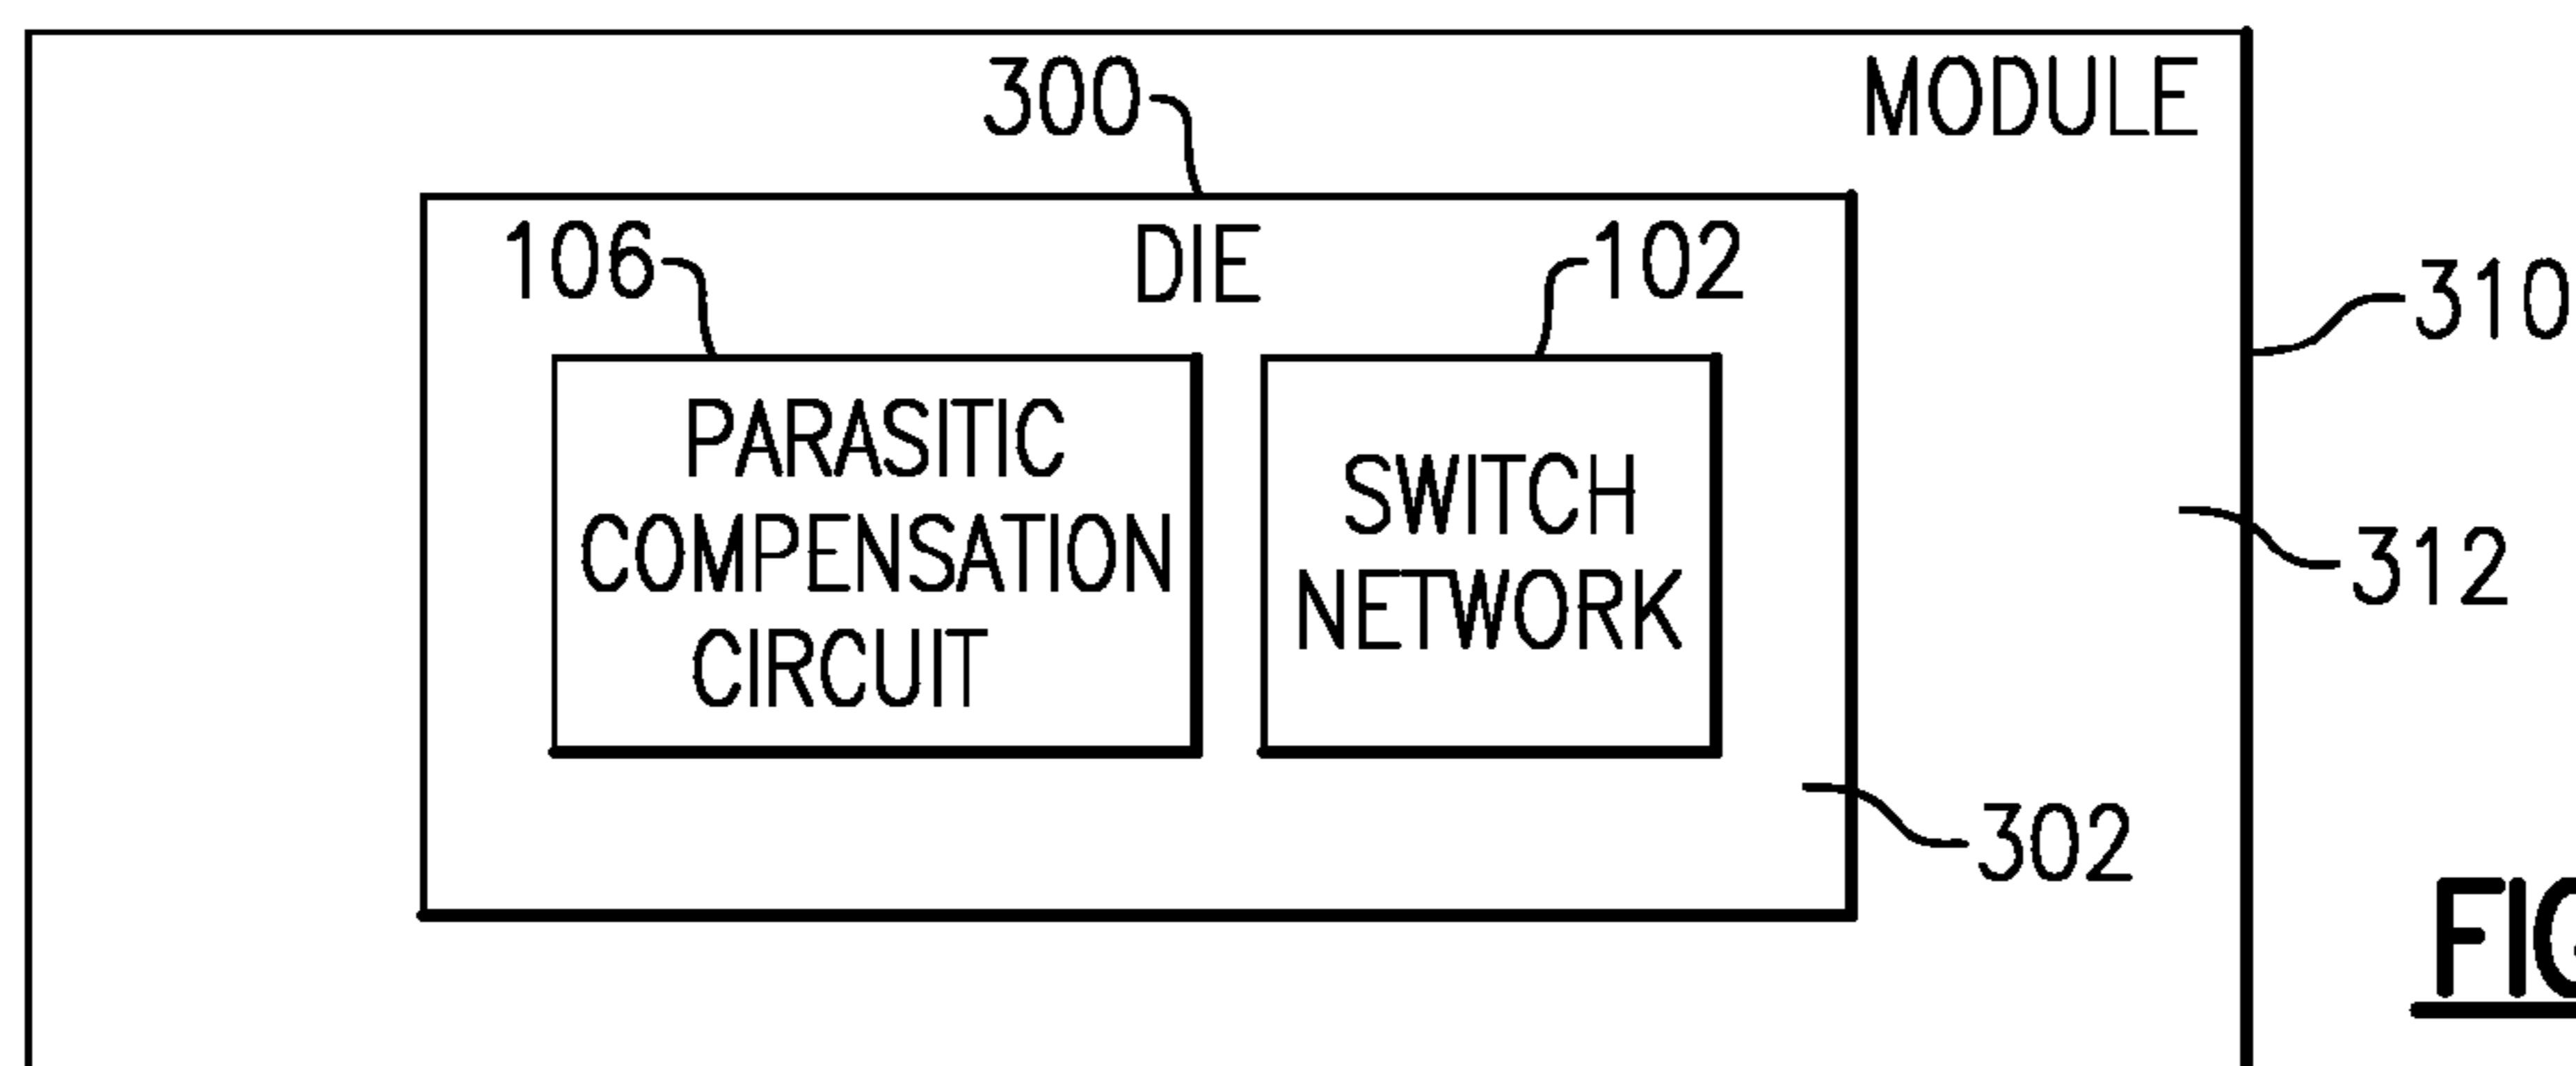 300
MODULE
106
DIE
102
310
PARASITIC
COMPENSATION
CIRCUIT
SWITCH
NETWORK
312
302